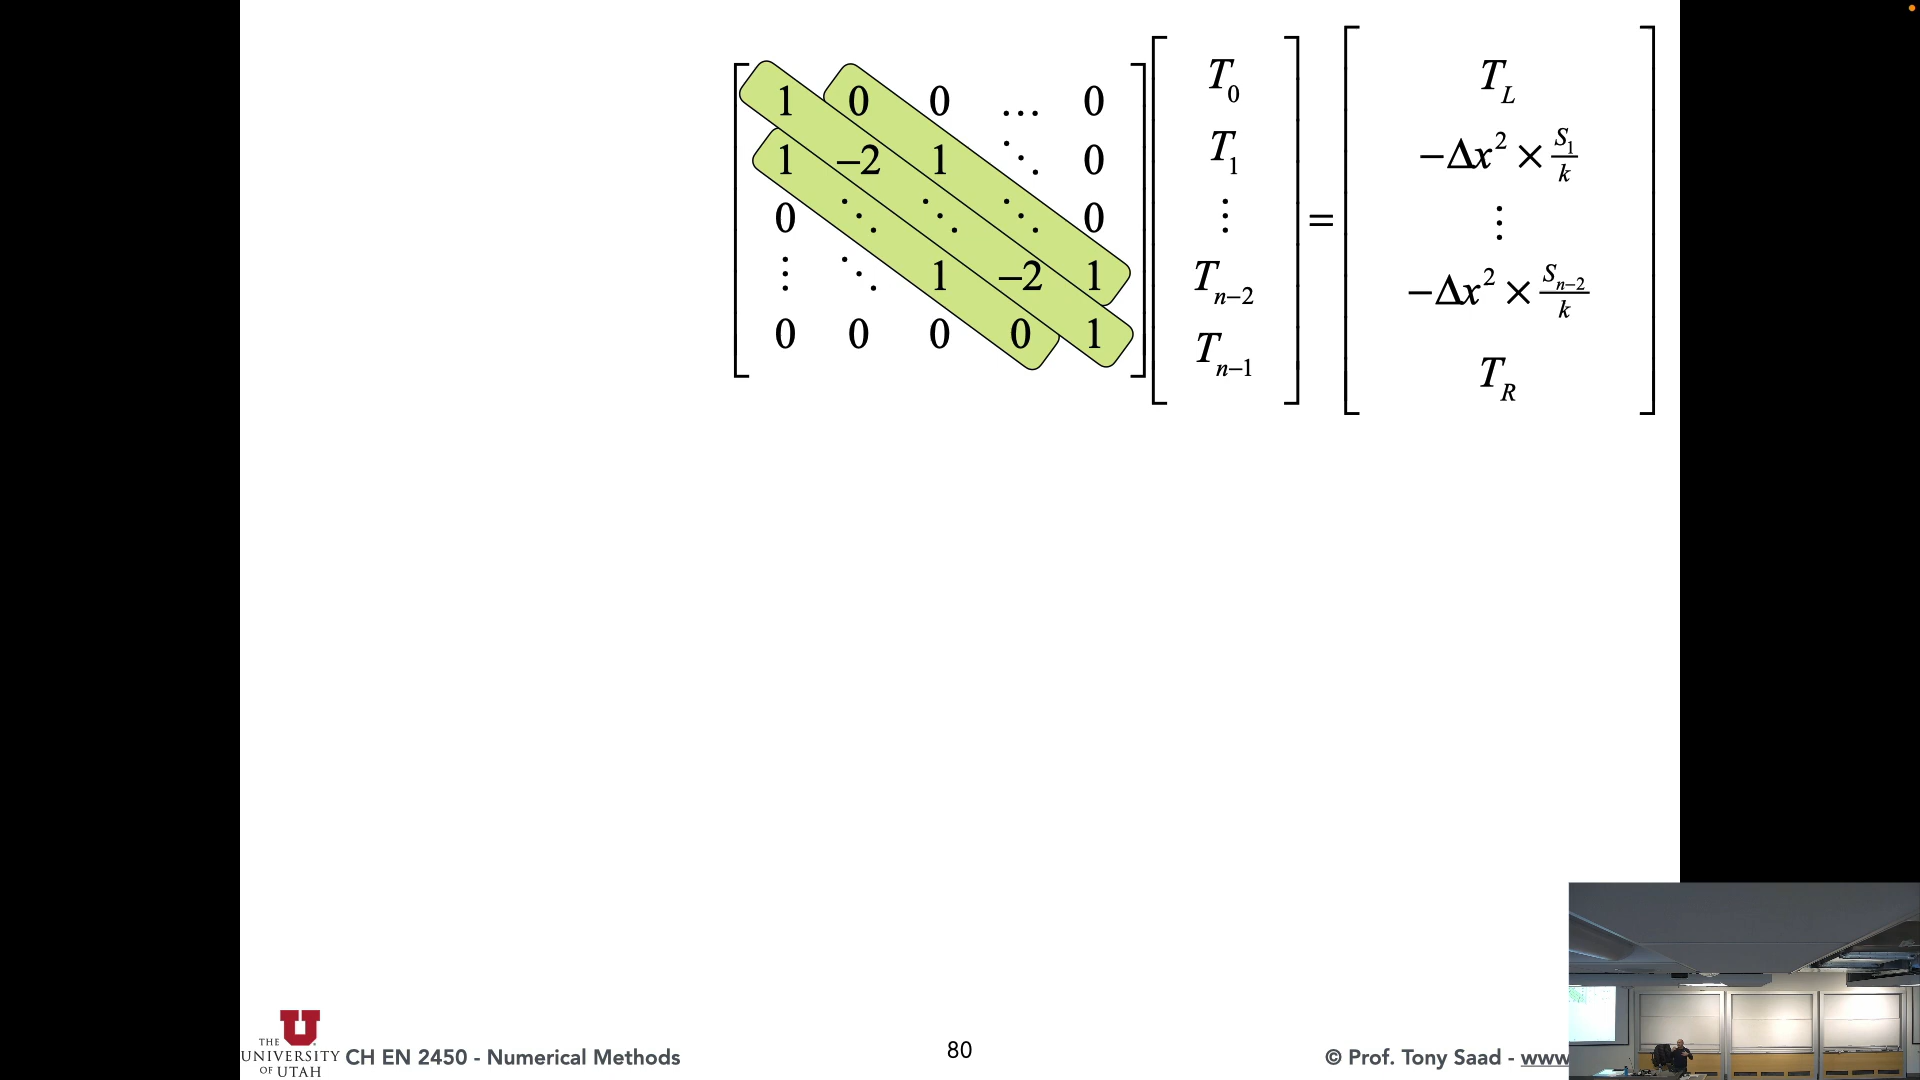 [ 1 0 0 … 0 ] [ T₀ ] = [ T_L ]
[ 1 −2 1 ⋱ 0 ] [ T₁ ] [ −Δx² × S₁/k ]
[ 0 ⋱ ⋱ ⋱ 0 ] [ ⋮ ] [ ⋮ ]
[ ⋮ ⋱ 1 −2 1 ] [ Tₙ₋₂ ] [ −Δx² × Sₙ₋₂/k ]
[ 0 0 0 0 1 ] [ Tₙ₋₁ ] [ T_R ]
THE
UNIVERSITY
OF UTAH
CH EN 2450 - Numerical Methods
80
© Prof. Tony Saad - www